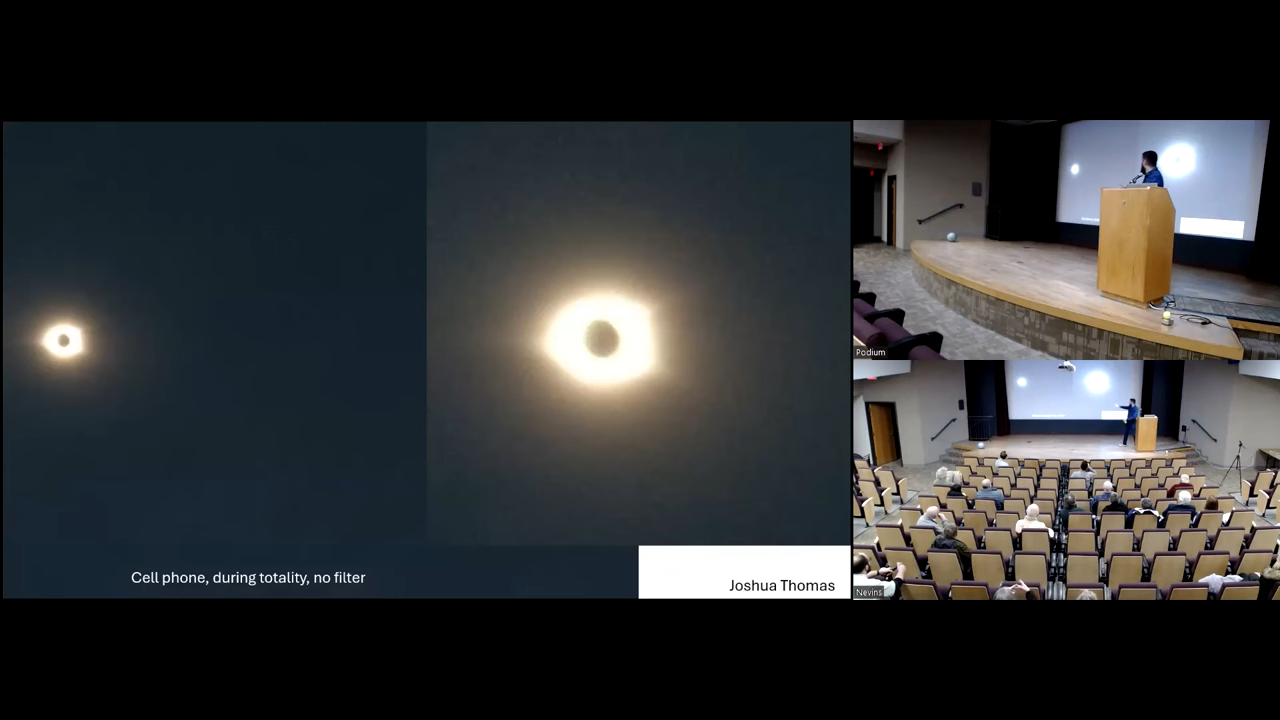 Cell phone, during totality, no filter
Joshua Thomas
Podium
Nevins